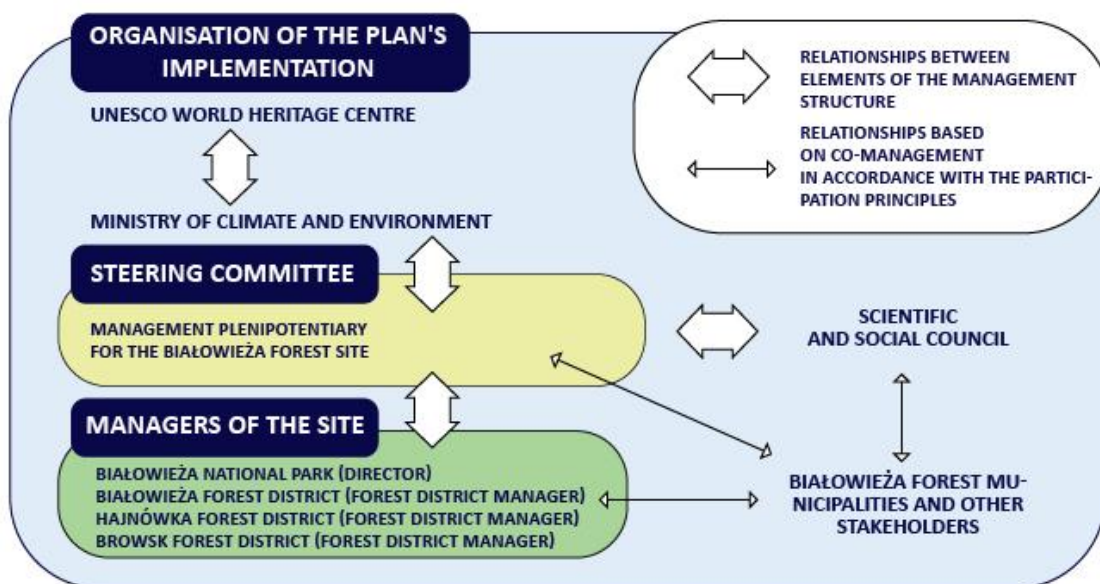 ORGANISATION OF THE PLAN'S
IMPLEMENTATION
UNESCO WORLD HERITAGE CENTRE
MINISTRY OF CLIMATE AND ENVIRONMENT
STEERING COMMITTEE
MANAGEMENT PLENIPOTENTIARY
FOR THE BIAŁOWIEŻA FOREST SITE
MANAGERS OF THE SITE
BIAŁOWIEŻA NATIONAL PARK (DIRECTOR)
BIAŁOWIEŻA FOREST DISTRICT (FOREST DISTRICT MANAGER)
HAJNÓWKA FOREST DISTRICT (FOREST DISTRICT MANAGER)
BROWSK FOREST DISTRICT (FOREST DISTRICT MANAGER)
RELATIONSHIPS BETWEEN
ELEMENTS OF THE MANAGEMENT
STRUCTURE
RELATIONSHIPS BASED
ON CO-MANAGEMENT
IN ACCORDANCE WITH THE PARTICI-
PATION PRINCIPLES
SCIENTIFIC
AND SOCIAL COUNCIL
BIAŁOWIEŻA FOREST MU-
NICIPALITIES AND OTHER
STAKEHOLDERS